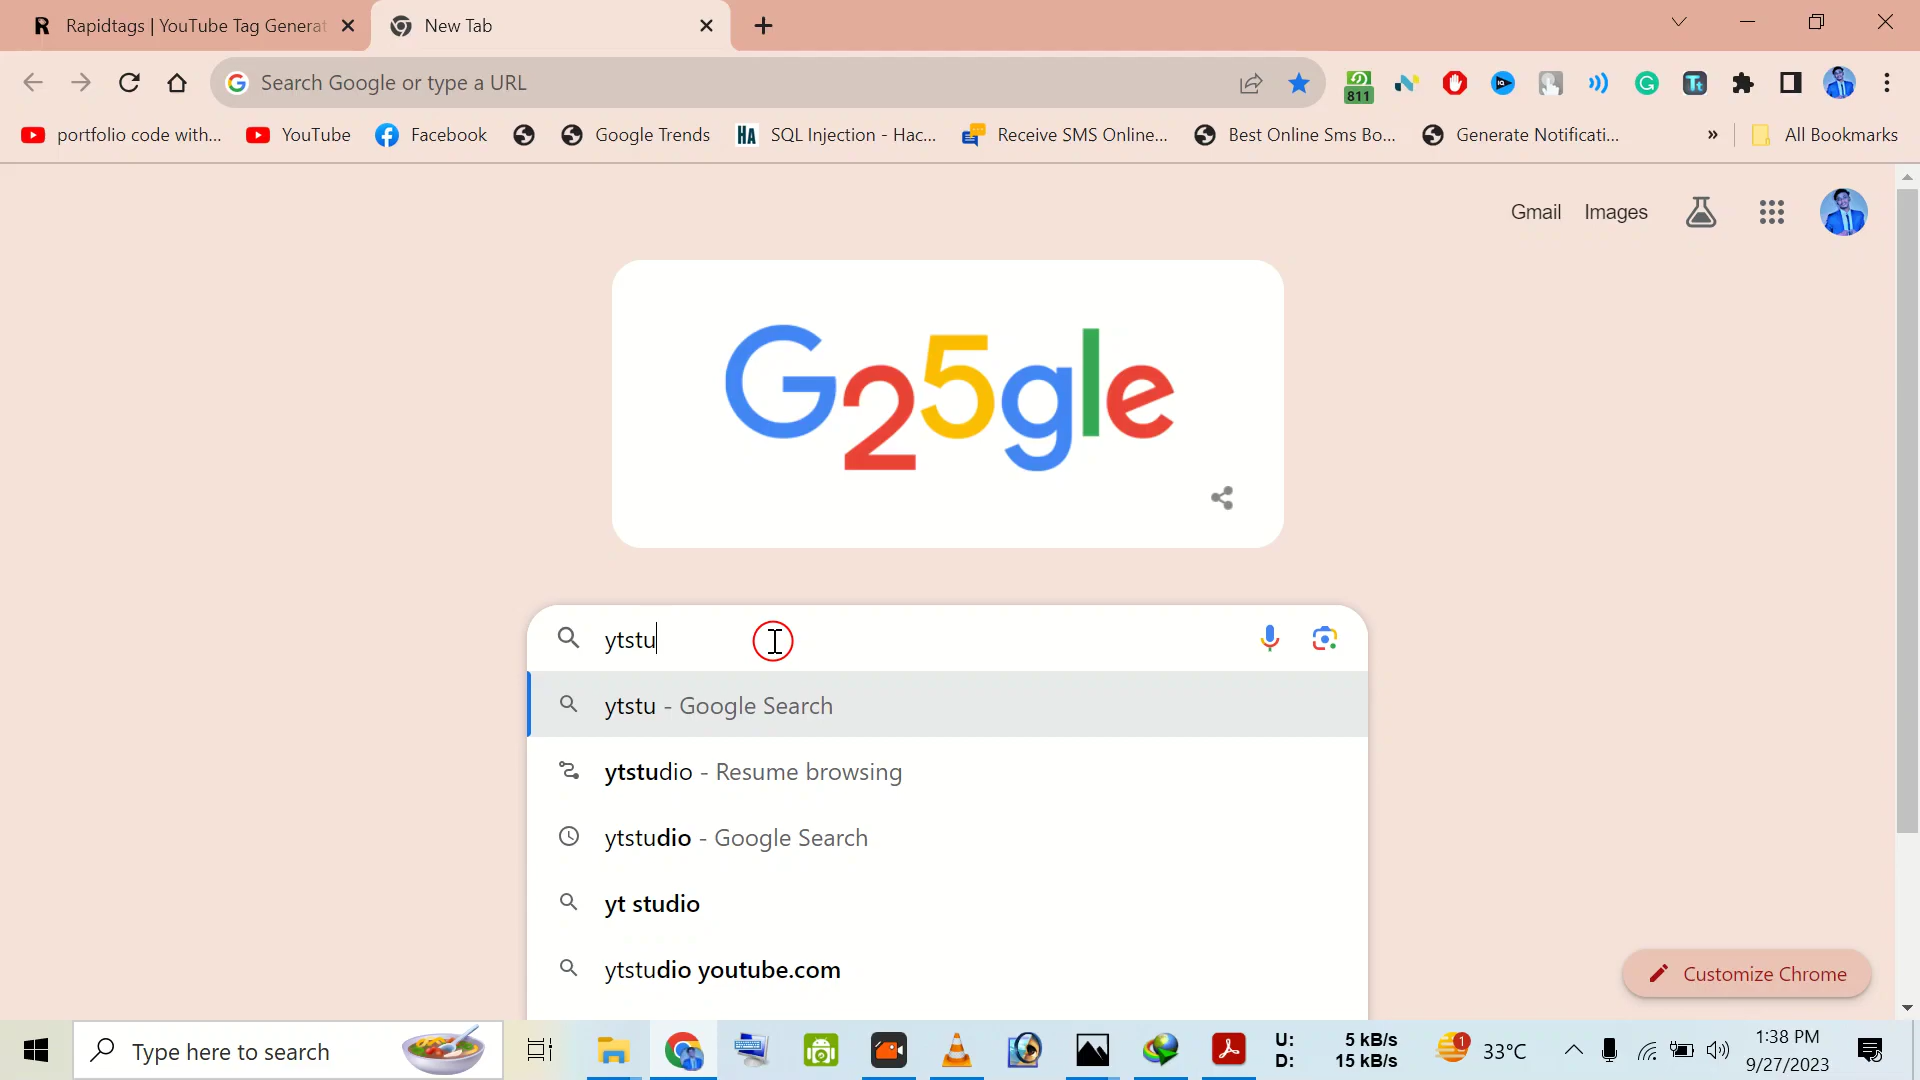 Rapidtags | YouTube Tag Generat
New Tab
Search Google or type a URL
811
portfolio code with...
YouTube
Facebook
Google Trends
HA
SQL Injection - Hac...
Receive SMS Online...
Best Online Sms Bo...
Generate Notificati...
»
All Bookmarks
Gmail
Images
G25gle
ytstu
ytstu - Google Search
ytstudio - Resume browsing
ytstudio - Google Search
yt studio
ytstudio youtube.com
Customize Chrome
Type here to search
U: 5 kB/s
D: 15 kB/s
1
33°C
1:38 PM
9/27/2023